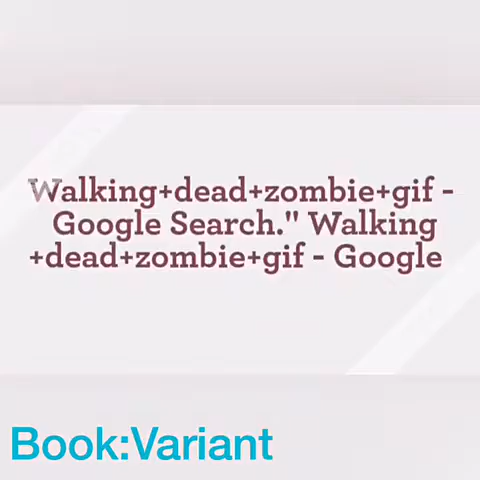 Walking+dead+zombie+gif -
Google Search." Walking
+dead+zombie+gif - Google
Book:Variant